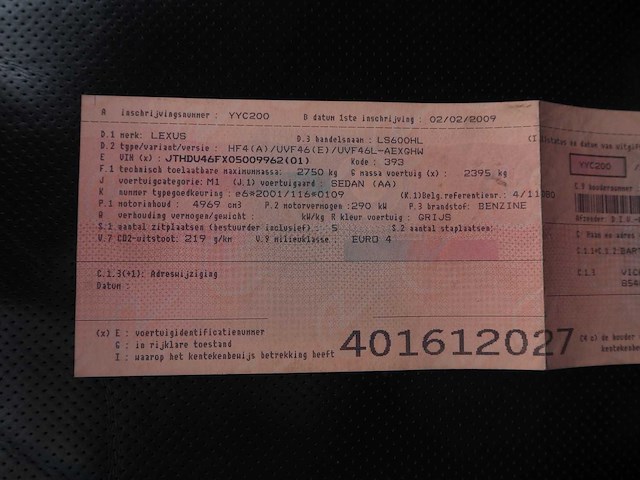 A inschrijvingsnummer : YYC200 D datum 1ste inschrijving : 02/02/2009
D.1 merk: LEXUS D.3 handelsnaam : LS600HL
D.2 type/variant/versie : HF4(A)/UVF46(E)/UVF46L-AEXGHW
E VIN (x) : JTHDU46FX05009962(01) Kode : 393
F.1 technisch toelaatbare maximummassa: 2750 kg G massa voertuig (x) : 2395 kg
J voertuigcategorie: M1 (J.1) voertuigaard : SEDAN (AA)
K nummer typegoedkeuring : e6*2001/116*0109 (K.1)Belg.referentienr.: 4/11
P.1 motorinhoud : 4969 cm3 P.2 motorvermogen :290 kW P.3 brandstof: BENZINE
Q verhouding vermogen/gewicht : kW/kg R kleur voertuig : GRIJS
S.1 aantal zitplaatsen (bestuurder inclusief) : 5 S.2 aantal staplaatsen:
V.7 CO2-uitstoot: 219 g/km V.9 milieuklasse : EURO 4
C.1.3(+1): Adreswijziging
Datum :
(x) E : voertuigidentificatienummer
G : in rijklare toestand
I : waarop het kentekenbewijs betrekking heeft
401612027
datum van
YYC200
C.1
Afzender: D.I.
C.1.3